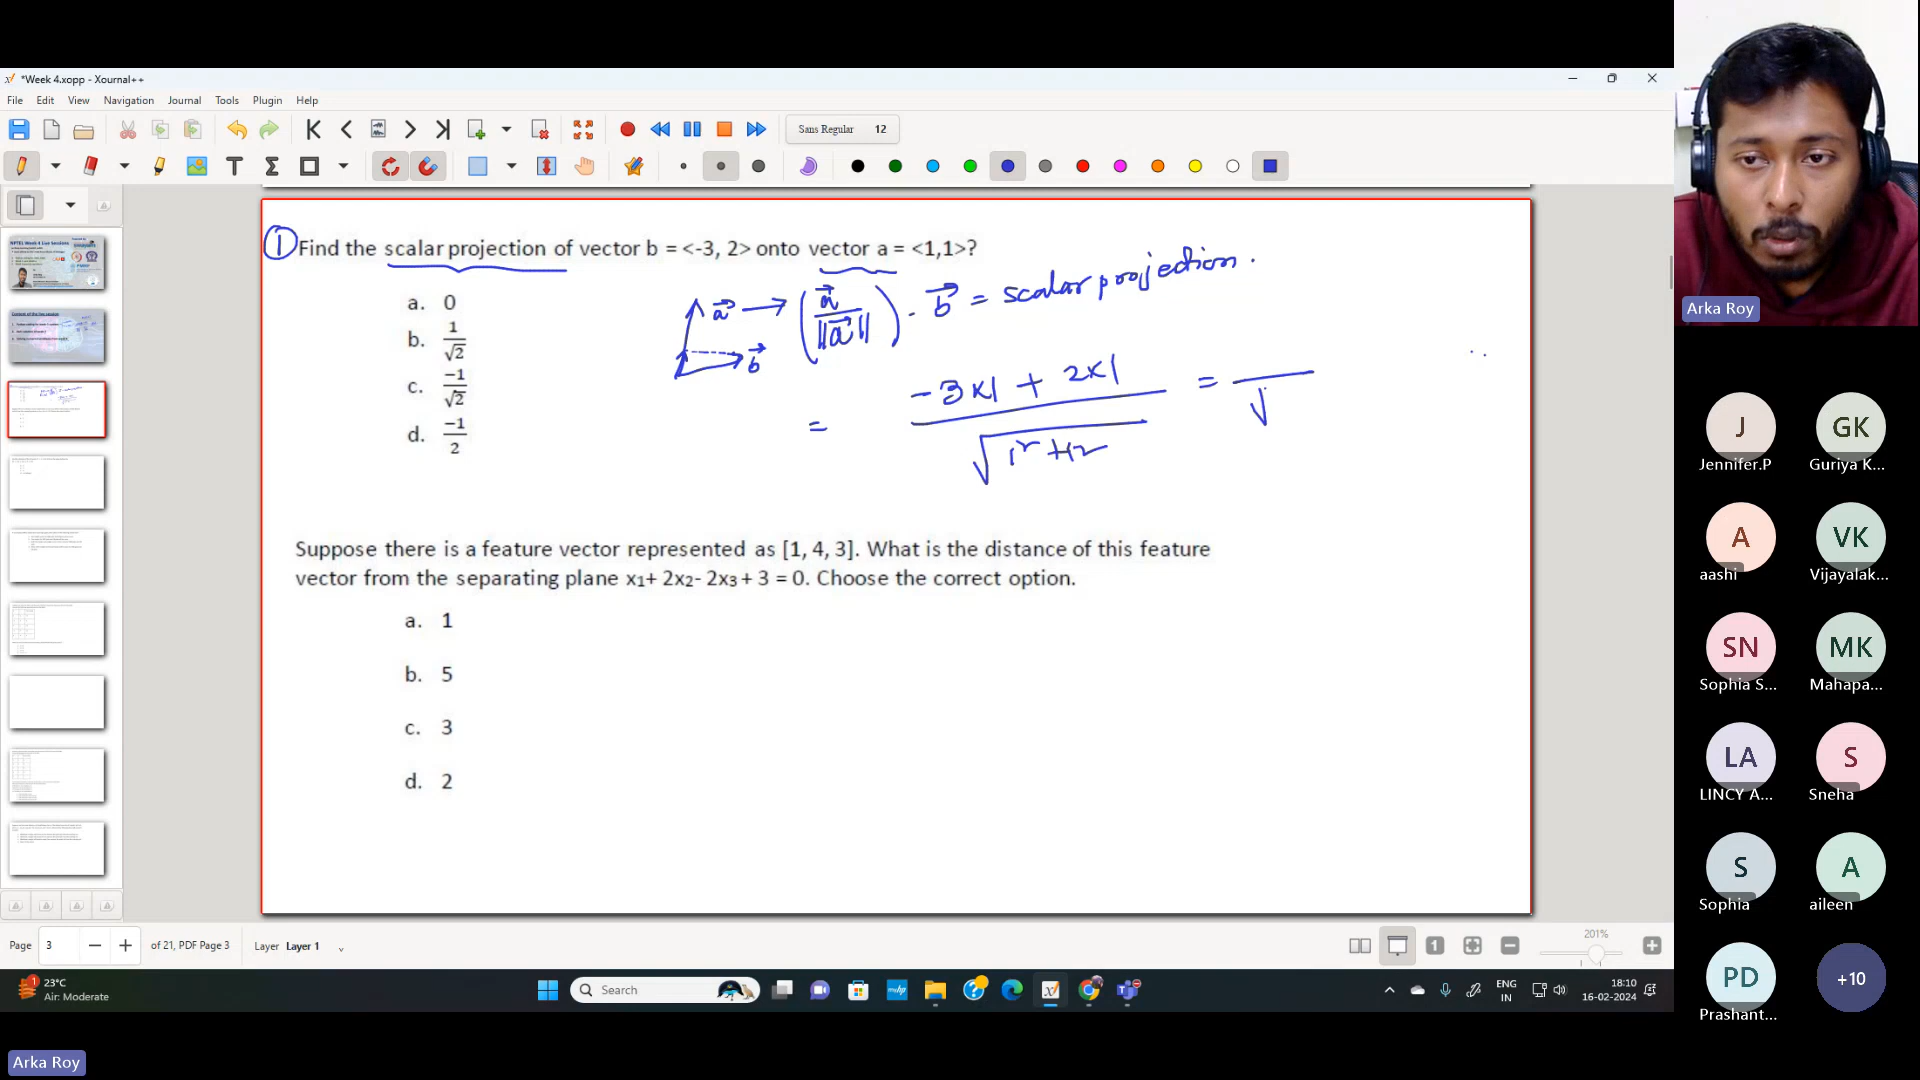 *Week 4.xopp - Xournal++
File Edit View Navigation Journal Tools Plugin Help
Sans Regular 12
① Find the scalar projection of vector b = <-3, 2> onto vector a = <1,1>?
a. 0
b. 1/√2
c. -1/√2
d. -1/2
a⃗ → (a⃗ / ||a⃗||) . b⃗ = scalar projection.
b⃗
= (-3×1 + 2×1) / √(1² + 1²) = / √
Suppose there is a feature vector represented as [1, 4, 3]. What is the distance of this feature
vector from the separating plane x₁+ 2x₂- 2x₃ + 3 = 0. Choose the correct option.
a. 1
b. 5
c. 3
d. 2
Page 3 of 21, PDF Page 3 Layer Layer 1
201%
Arka Roy
J
Jennifer.P
GK
Guriya K...
A
aashi
VK
Vijayalak...
SN
Sophia S...
MK
Mahapa...
LA
LINCY A...
S
Sneha
S
Sophia
A
aileen
PD
Prashant...
+10
1
23°C
Air: Moderate
Search
ENG
IN
18:10
16-02-2024
Arka Roy